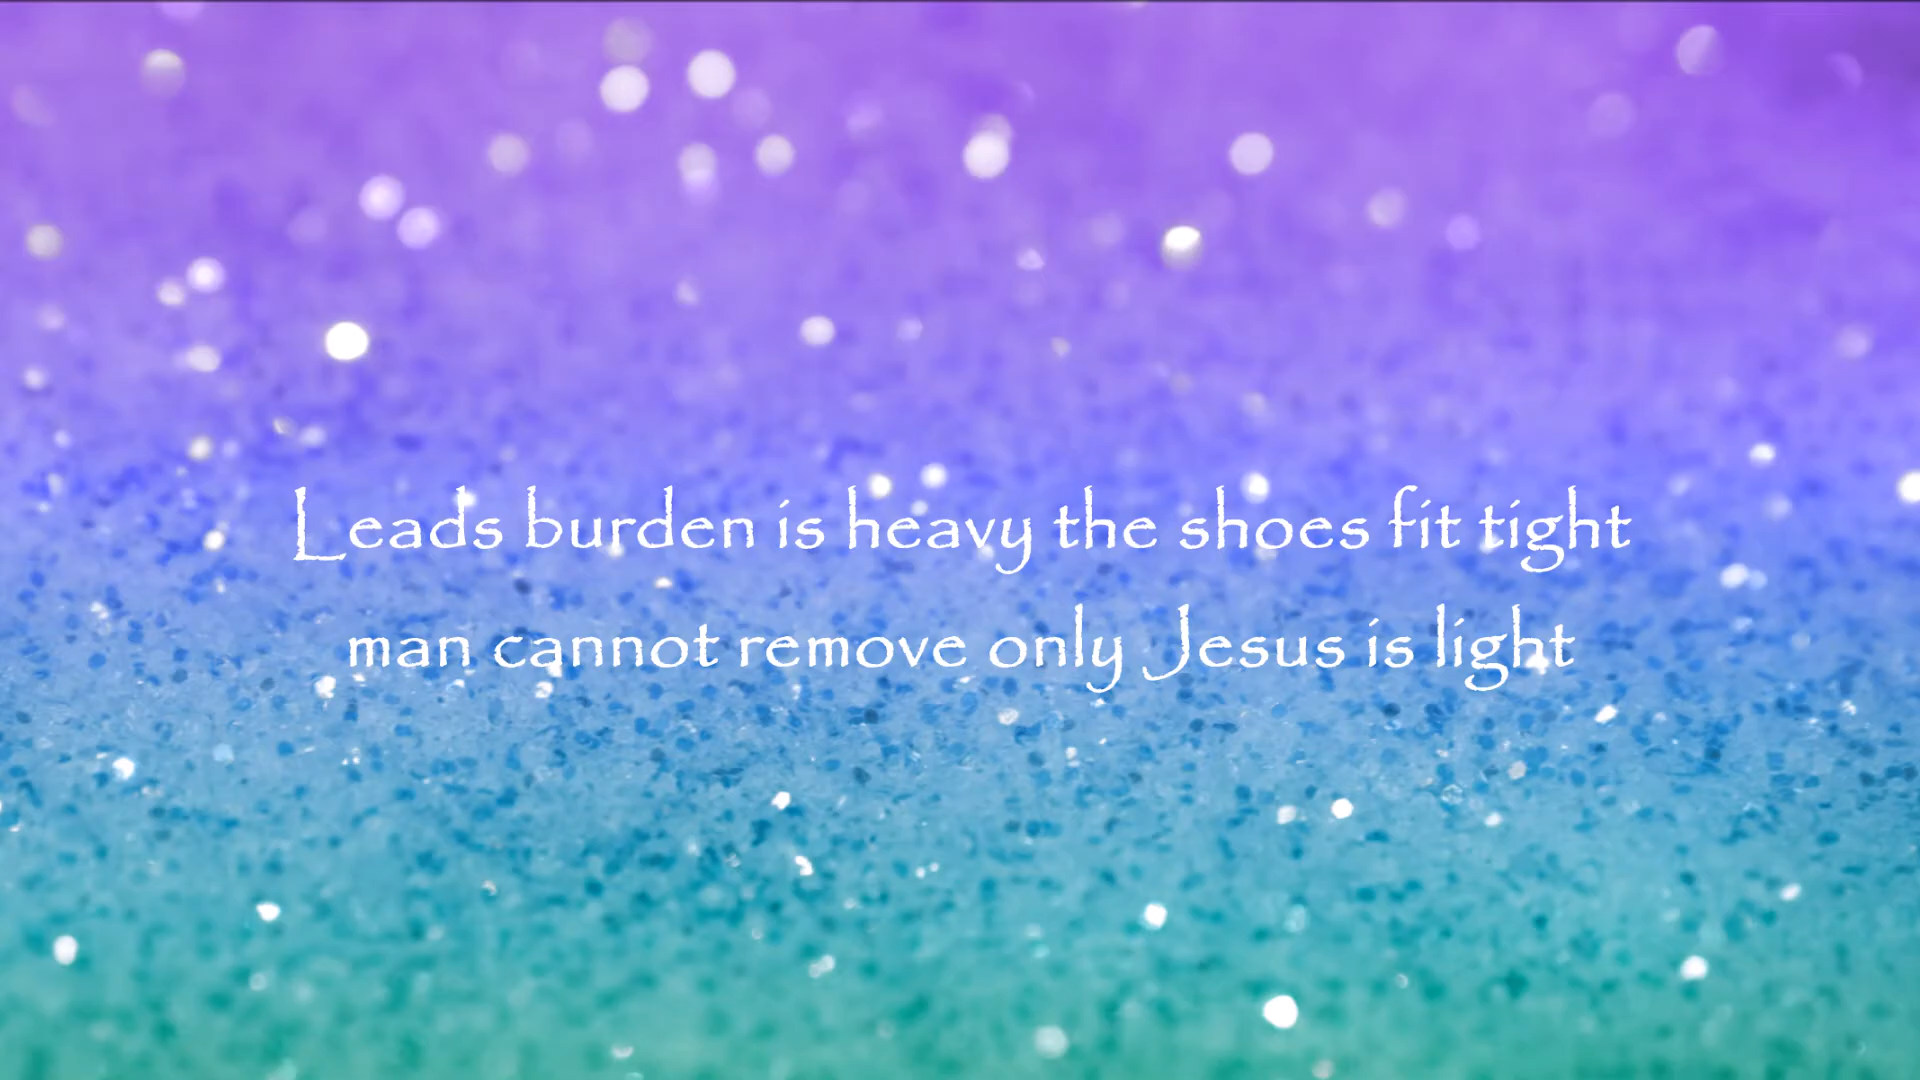 Leads burden is heavy the shoes fit tight
man cannot remove only Jesus is light